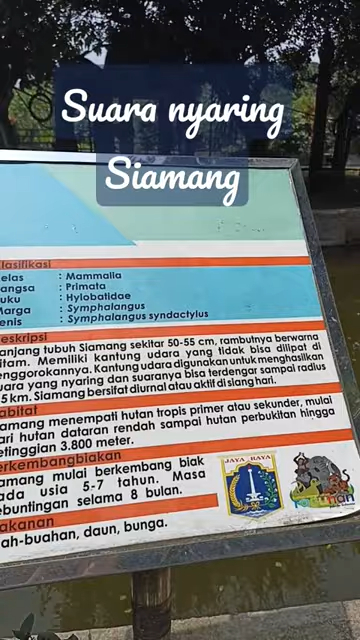 Suara nyaring
Siamang
lasifikasi
elas : Mammalia
angsa : Primata
uku : Hylobatidae
Marga : Symphalangus
enis : Symphalangus syndactylus
eskripsi
anjang tubuh Siamang sekitar 50-55 cm, rambutnya berwarna
itam. Memiliki kantung udara yang tidak bisa dilipat di
enggorokannya. Kantung udara digunakan untuk menghasilkan
uara yang nyaring dan suaranya bisa terdengar sampai radius
5 km. Siamang bersifat diurnal atau aktif di siang hari.
abitat
amang menempati hutan tropis primer atau sekunder, mulai
ari hutan dataran rendah sampai hutan perbukitan hingga
etinggian 3.800 meter.
erkembangbiakan
amang mulai berkembang biak
ada usia 5-7 tahun. Masa
ebuntingan selama 8 bulan.
JAYA RAYA
akanan
ah-buahan, daun, bunga.